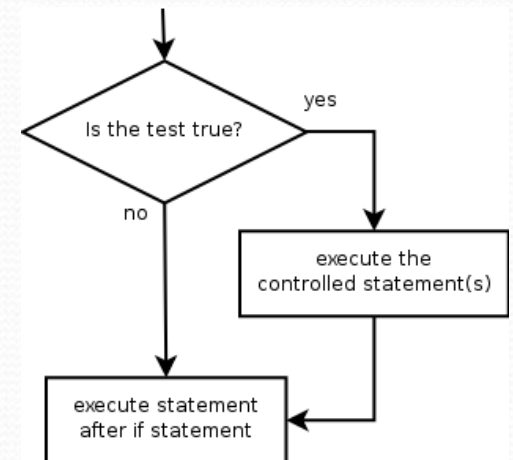 Is the test true?
yes
no
execute the
controlled statement(s)
execute statement
after if statement